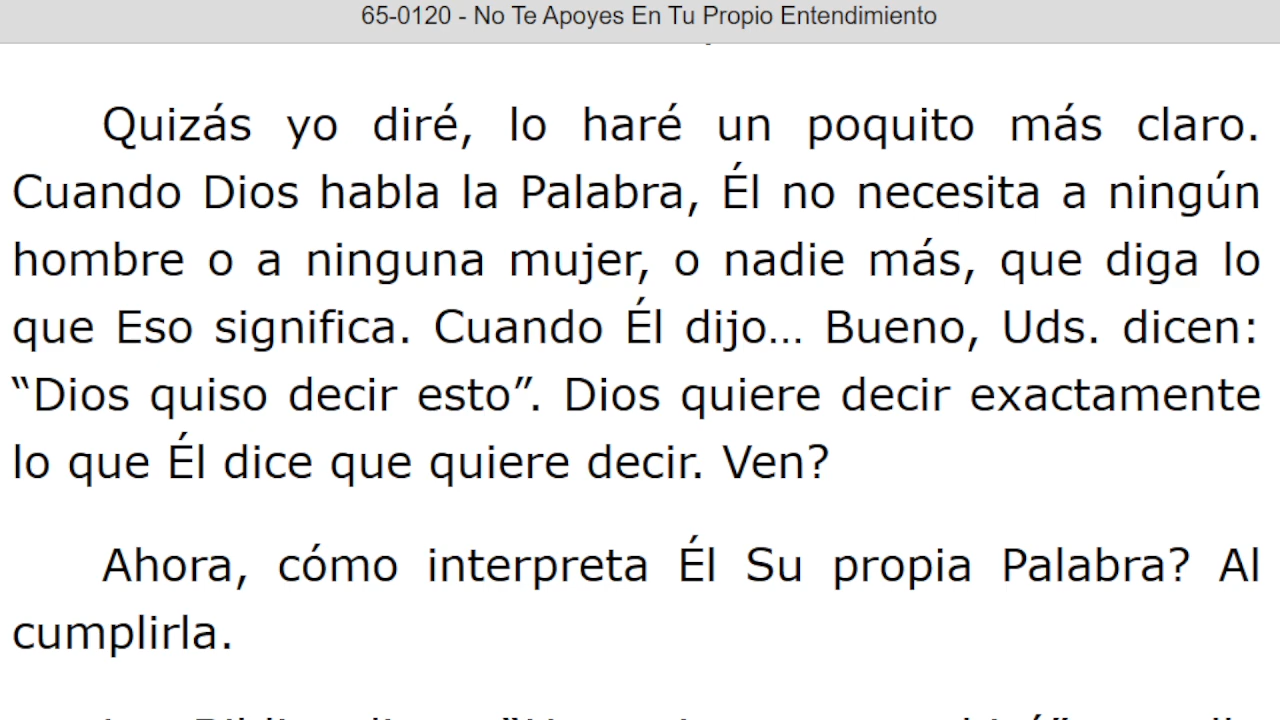 65-0120 - No Te Apoyes En Tu Propio Entendimiento
Quizás yo diré, lo haré un poquito más claro.
Cuando Dios habla la Palabra, Él no necesita a ningún
hombre o a ninguna mujer, o nadie más, que diga lo
que Eso significa. Cuando Él dijo… Bueno, Uds. dicen:
“Dios quiso decir esto”. Dios quiere decir exactamente
lo que Él dice que quiere decir. Ven?
Ahora, cómo interpreta Él Su propia Palabra? Al
cumplirla.